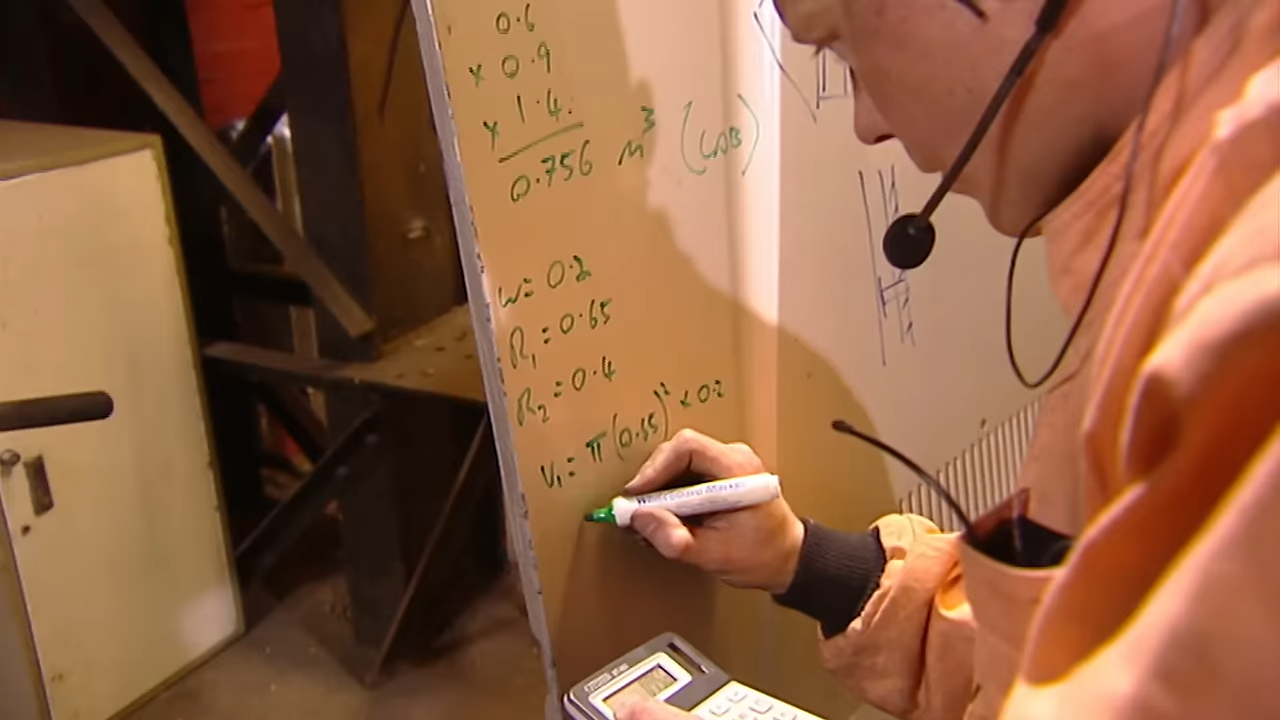 0.6
x 0.9
x 1.4
0.756 m³ (CAB)
w= 0.2
R₁ = 0.65
R₂ = 0.4
V₁= π(0.65)² x 0.2